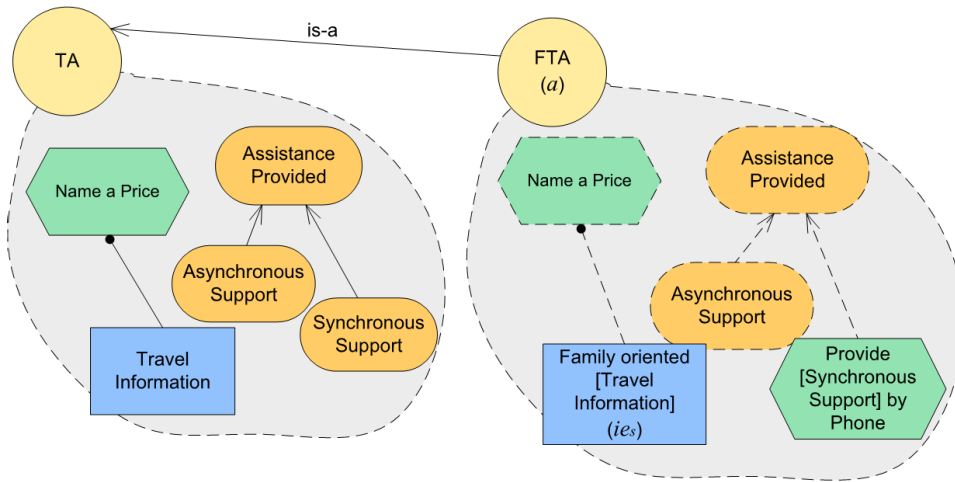 is-a
TA
Name a Price
Assistance
Provided
Asynchronous
Support
Synchronous
Support
Travel
Information
FTA
(a)
Name a Price
Assistance
Provided
Asynchronous
Support
Family oriented
[Travel
Information]
(ieₛ)
Provide
[Synchronous
Support] by
Phone